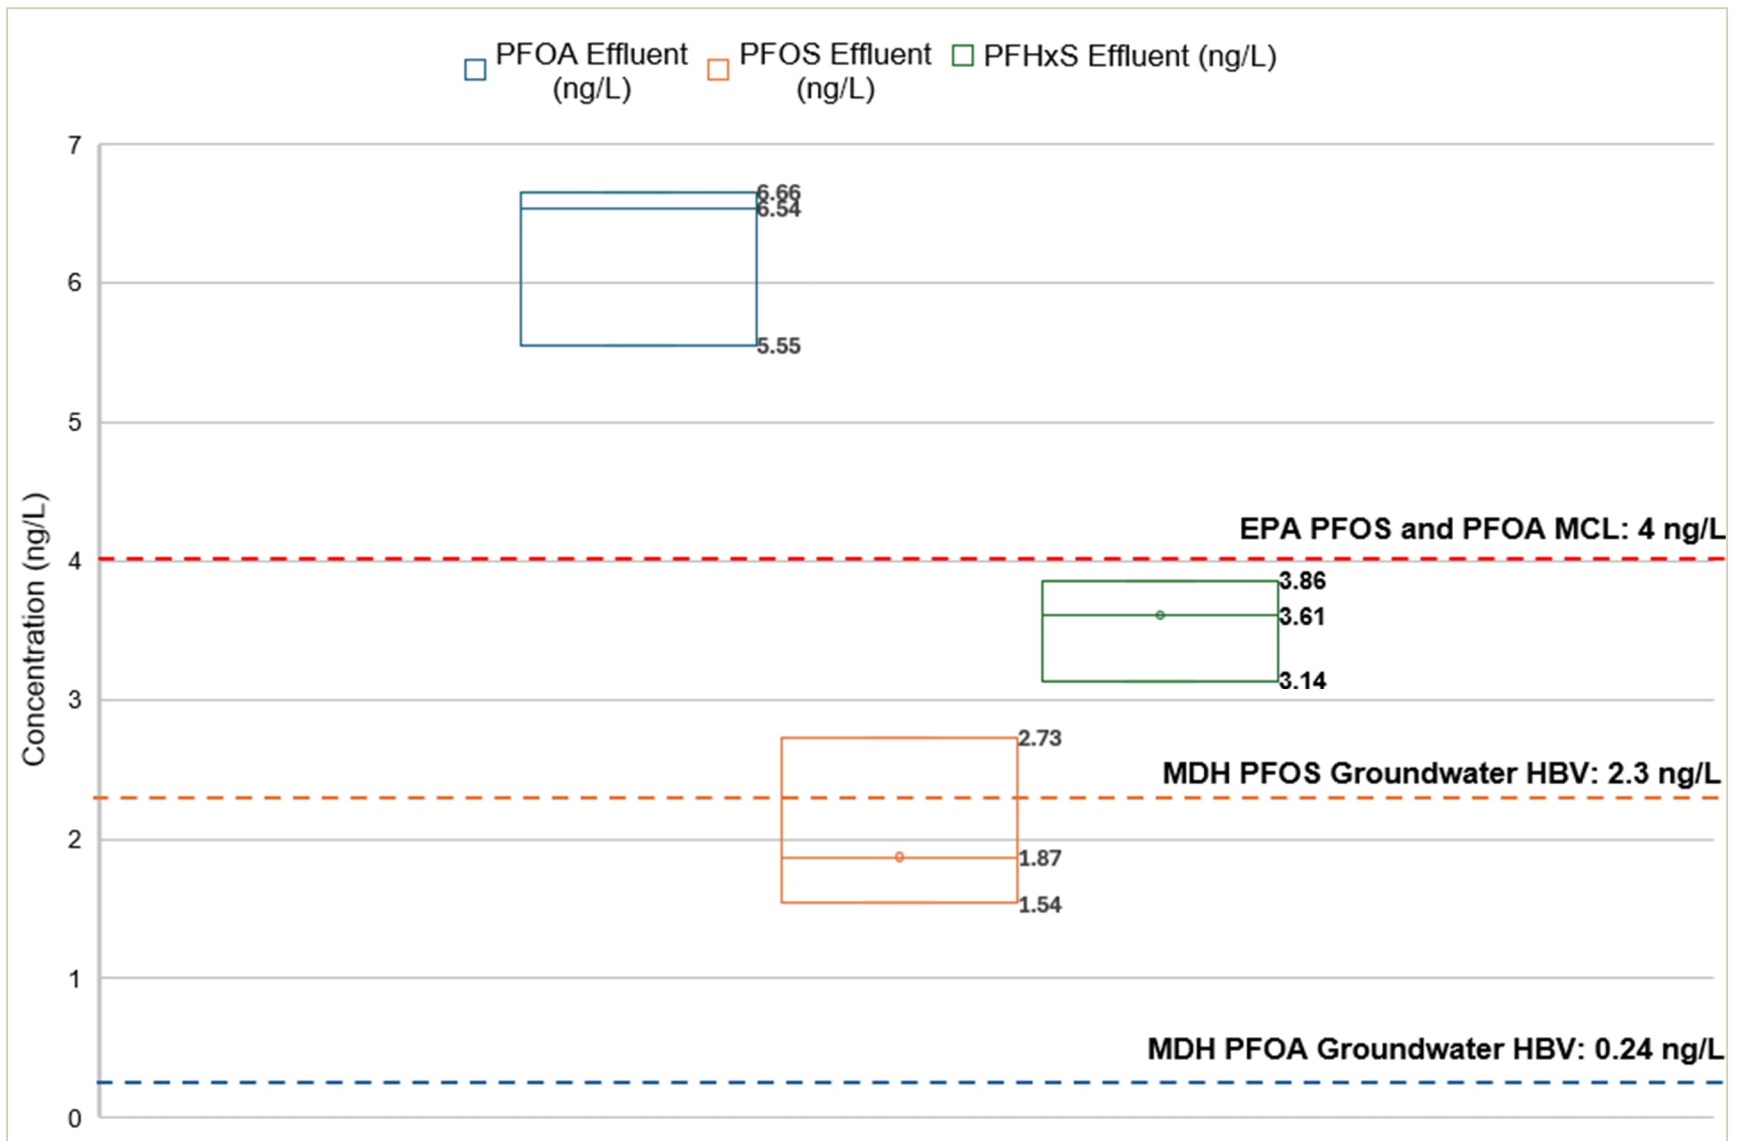 PFOA Effluent
(ng/L)
PFOS Effluent
(ng/L)
PFHxS Effluent (ng/L)
Concentration (ng/L)
7
6
5
4
3
2
1
0
6.66
6.54
5.55
EPA PFOS and PFOA MCL: 4 ng/L
3.86
3.61
3.14
2.73
MDH PFOS Groundwater HBV: 2.3 ng/L
1.87
1.54
MDH PFOA Groundwater HBV: 0.24 ng/L